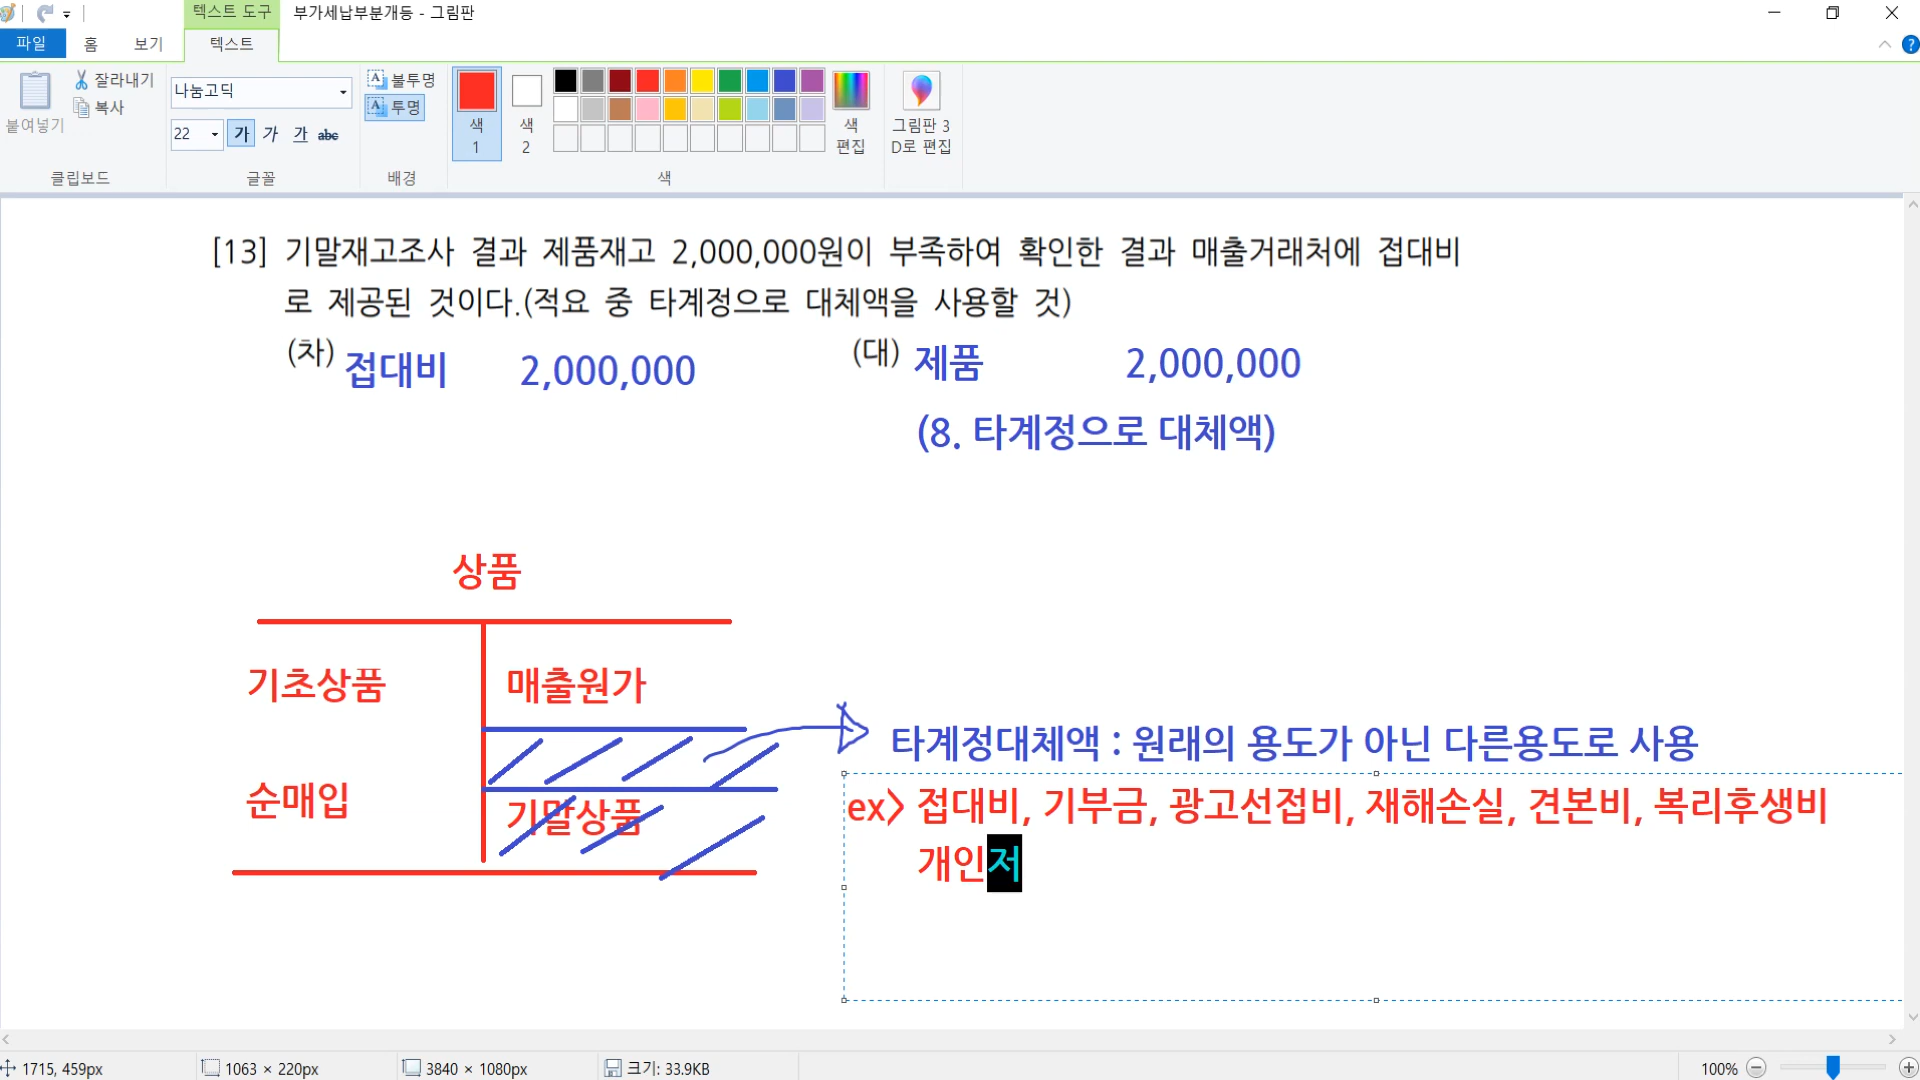 텍스트 도구
부가세납부분개등 - 그림판
파일
홈
보기
텍스트
붙여넣기
잘라내기
복사
클립보드
나눔고딕
22
가 가 가 abc
글꼴
불투명
투명
배경
색
1
색
2
색
편집
색
그림판 3
D로 편집
[13] 기말재고조사 결과 제품재고 2,000,000원이 부족하여 확인한 결과 매출거래처에 접대비
로 제공된 것이다.(적요 중 타계정으로 대체액을 사용할 것)
(차) 접대비 2,000,000 (대) 제품 2,000,000
(8. 타계정으로 대체액)
상품
기초상품 매출원가
타계정대체액 : 원래의 용도가 아닌 다른용도로 사용
순매입 기말상품
ex> 접대비, 기부금, 광고선접비, 재해손실, 견본비, 복리후생비
개인저
1715, 459px
1063 × 220px
3840 × 1080px
크기: 33.9KB
100%